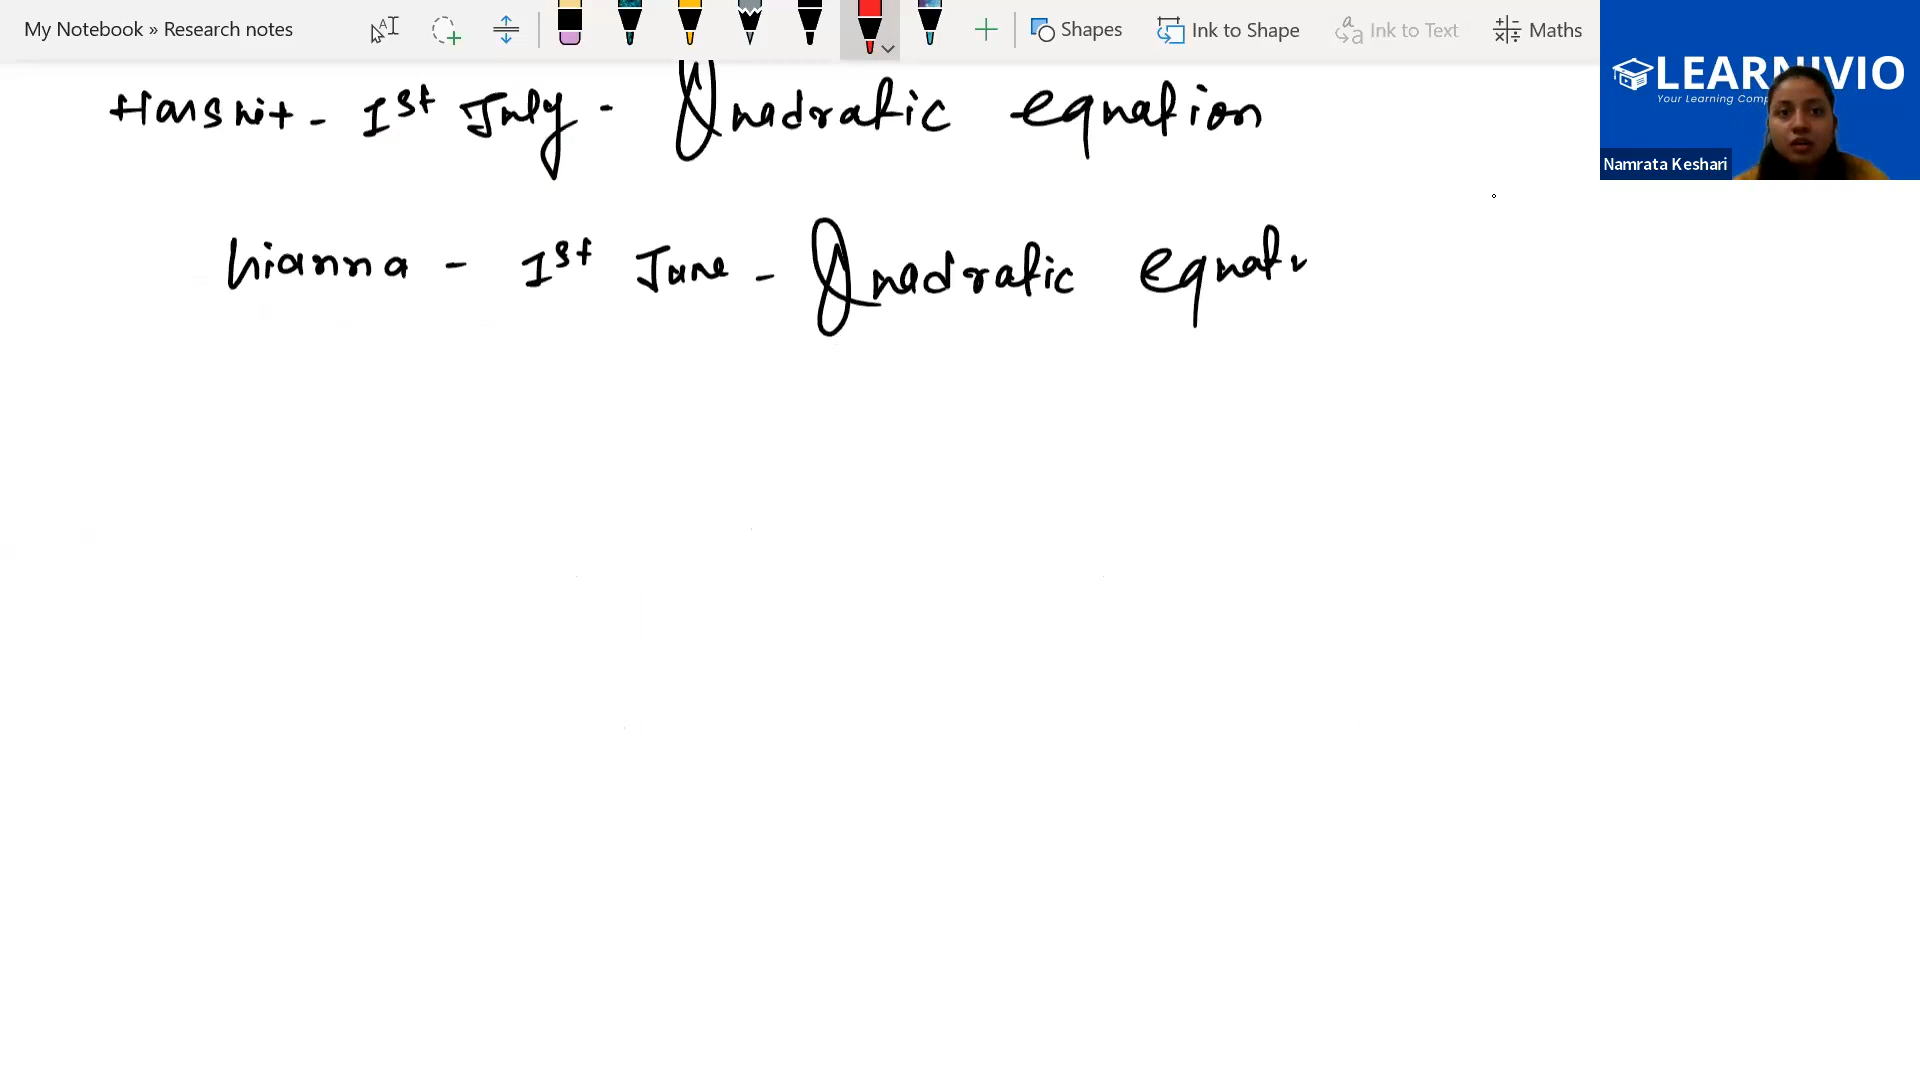 My Notebook » Research notes
Shapes
Ink to Shape
Ink to Text
Maths
LEARNIVIO
Your Learning Comp
Namrata Keshari
Harshit - 1st July - Quadratic equation
Lianna - 1st June - Quadratic equati